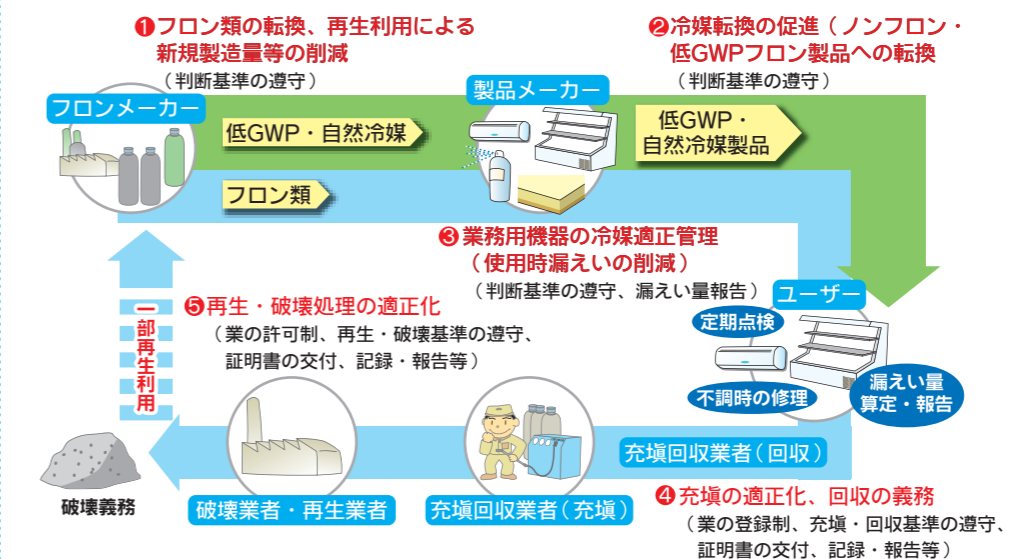 ❶フロン類の転換、再生利用による
新規製造量等の削減
（判断基準の遵守）
❷冷媒転換の促進（ノンフロン・
低GWPフロン製品への転換
（判断基準の遵守）
フロンメーカー
製品メーカー
低GWP・自然冷媒
低GWP・
自然冷媒製品
フロン類
❸業務用機器の冷媒適正管理
（使用時漏えいの削減）
（判断基準の遵守、漏えい量報告）
ユーザー
定期点検
不調時の修理
漏えい量
算定・報告
❺再生・破壊処理の適正化
（業の許可制、再生・破壊基準の遵守、
証明書の交付、記録・報告等）
一部再生利用
充塡回収業者（回収）
破壊義務
破壊業者・再生業者
充塡回収業者（充塡）
❹充塡の適正化、回収の義務
（業の登録制、充塡・回収基準の遵守、
証明書の交付、記録・報告等）